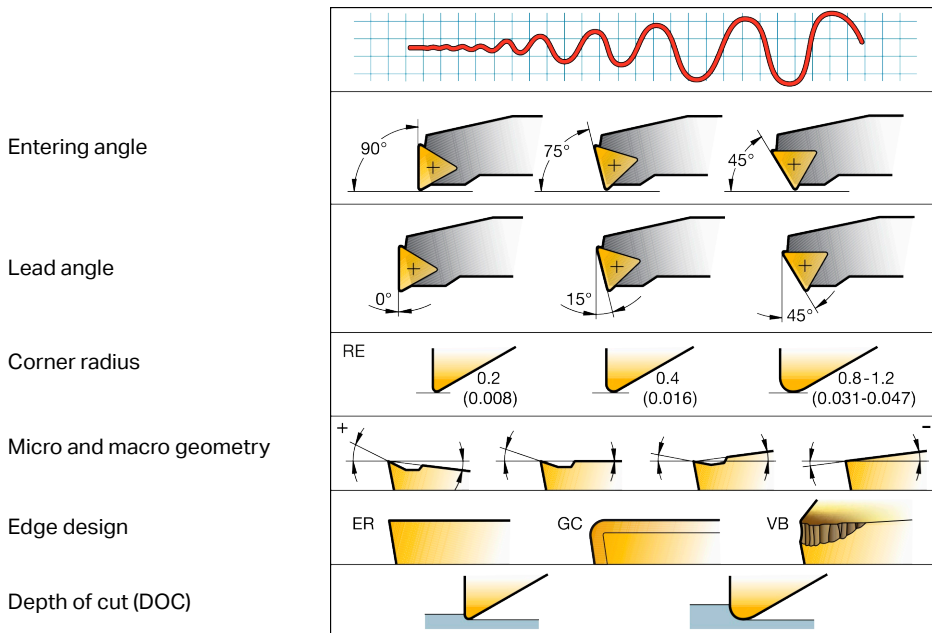 Entering angle
90°
75°
45°
Lead angle
0°
15°
45°
Corner radius
RE
0.2
(0.008)
0.4
(0.016)
0.8-1.2
(0.031-0.047)
Micro and macro geometry
+
-
Edge design
ER
GC
VB
Depth of cut (DOC)